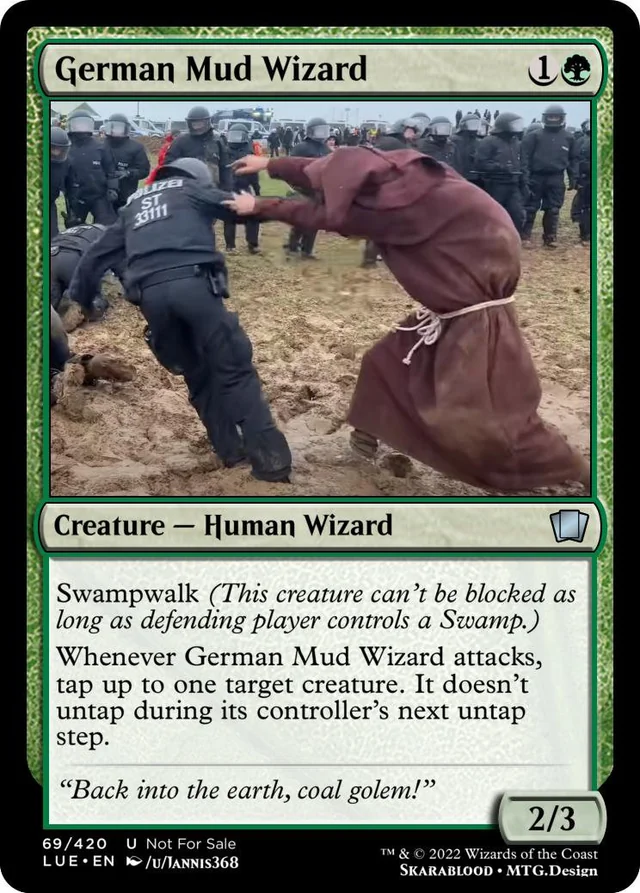 German Mud Wizard 1
POLIZEI
ST
33111
Creature — Human Wizard
Swampwalk (This creature can't be blocked as
long as defending player controls a Swamp.)
Whenever German Mud Wizard attacks,
tap up to one target creature. It doesn't
untap during its controller's next untap
step.
"Back into the earth, coal golem!"
2/3
69/420 U Not For Sale
LUE • EN /u/Jannis368
™ & © 2022 Wizards of the Coast
Skarablood • MTG.Design